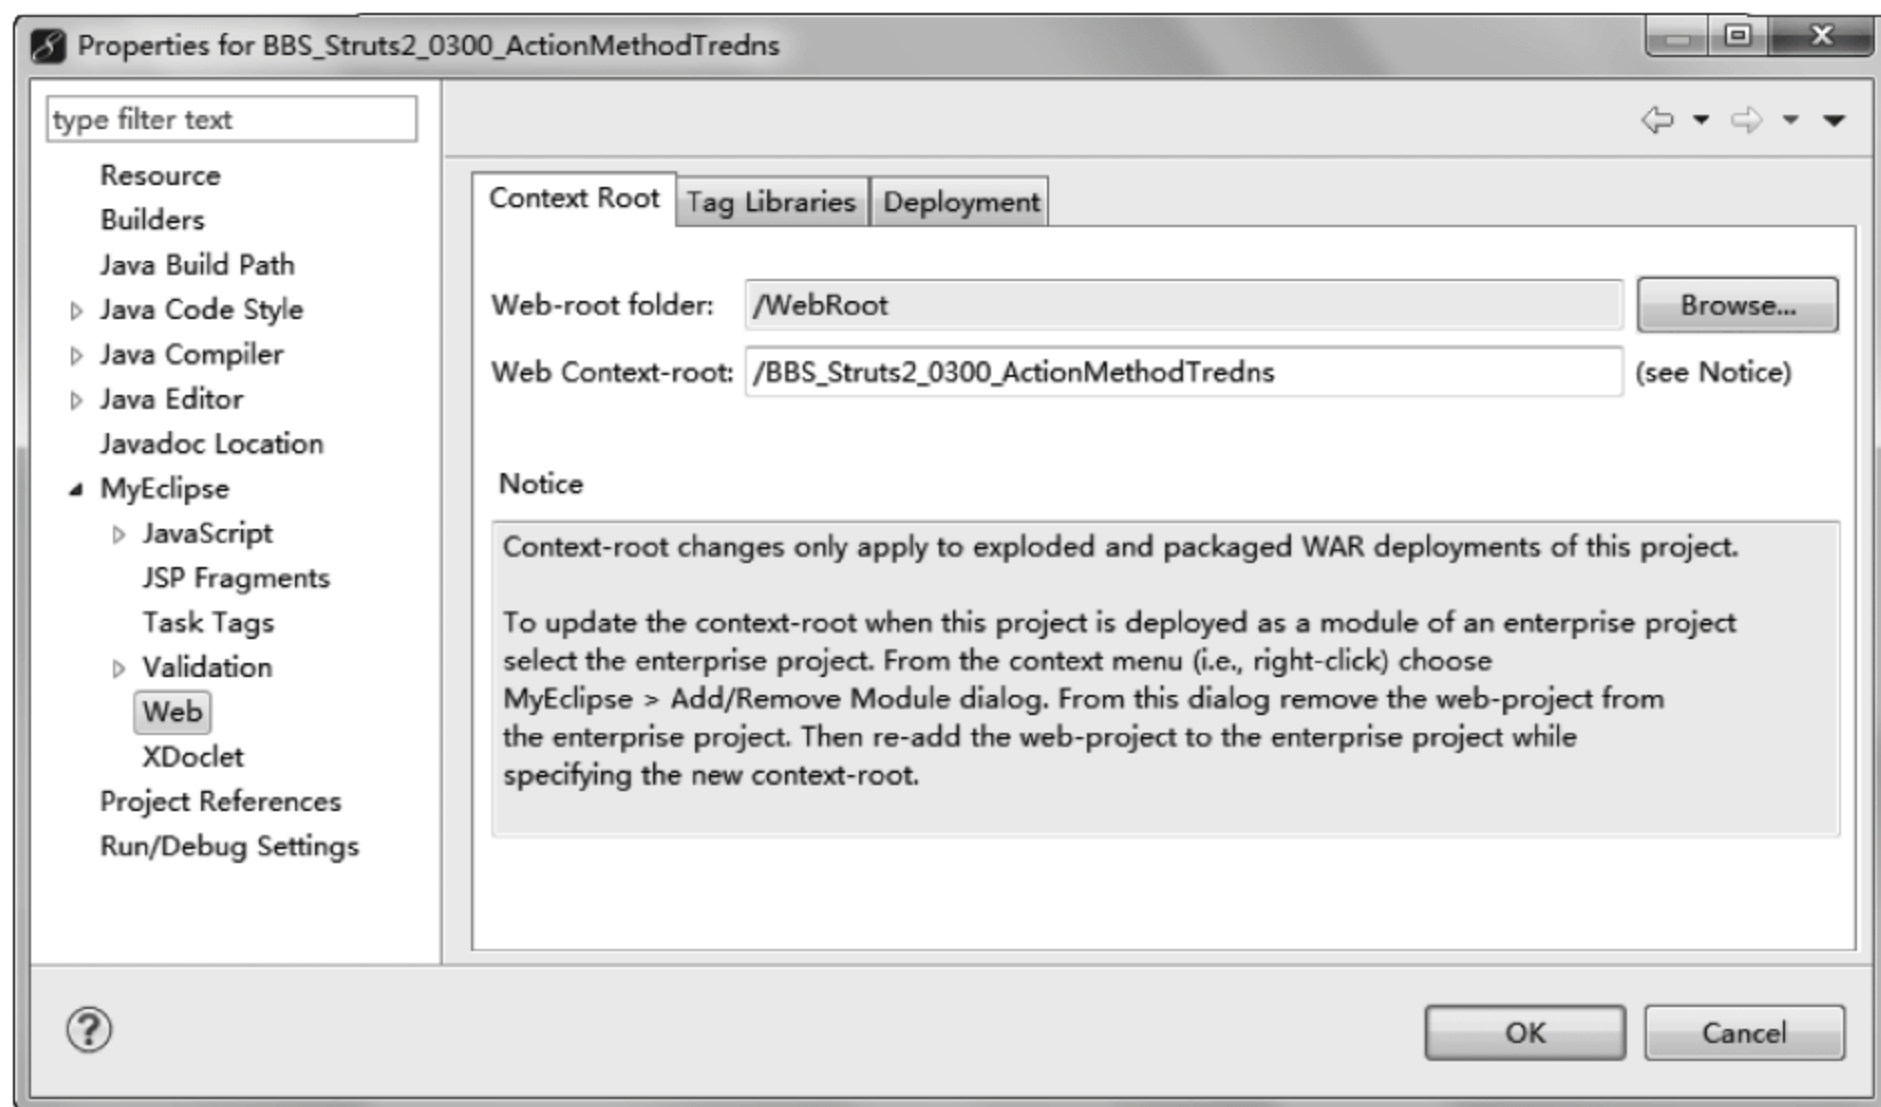 Properties for BBS_Struts2_0300_ActionMethodTredns
type filter text
Resource
Builders
Java Build Path
Java Code Style
Java Compiler
Java Editor
Javadoc Location
MyEclipse
JavaScript
JSP Fragments
Task Tags
Validation
Web
XDoclet
Project References
Run/Debug Settings
Context Root Tag Libraries Deployment
Web-root folder: /WebRoot Browse...
Web Context-root: /BBS_Struts2_0300_ActionMethodTredns (see Notice)
Notice
Context-root changes only apply to exploded and packaged WAR deployments of this project.
To update the context-root when this project is deployed as a module of an enterprise project
select the enterprise project. From the context menu (i.e., right-click) choose
MyEclipse > Add/Remove Module dialog. From this dialog remove the web-project from
the enterprise project. Then re-add the web-project to the enterprise project while
specifying the new context-root.
? OK Cancel